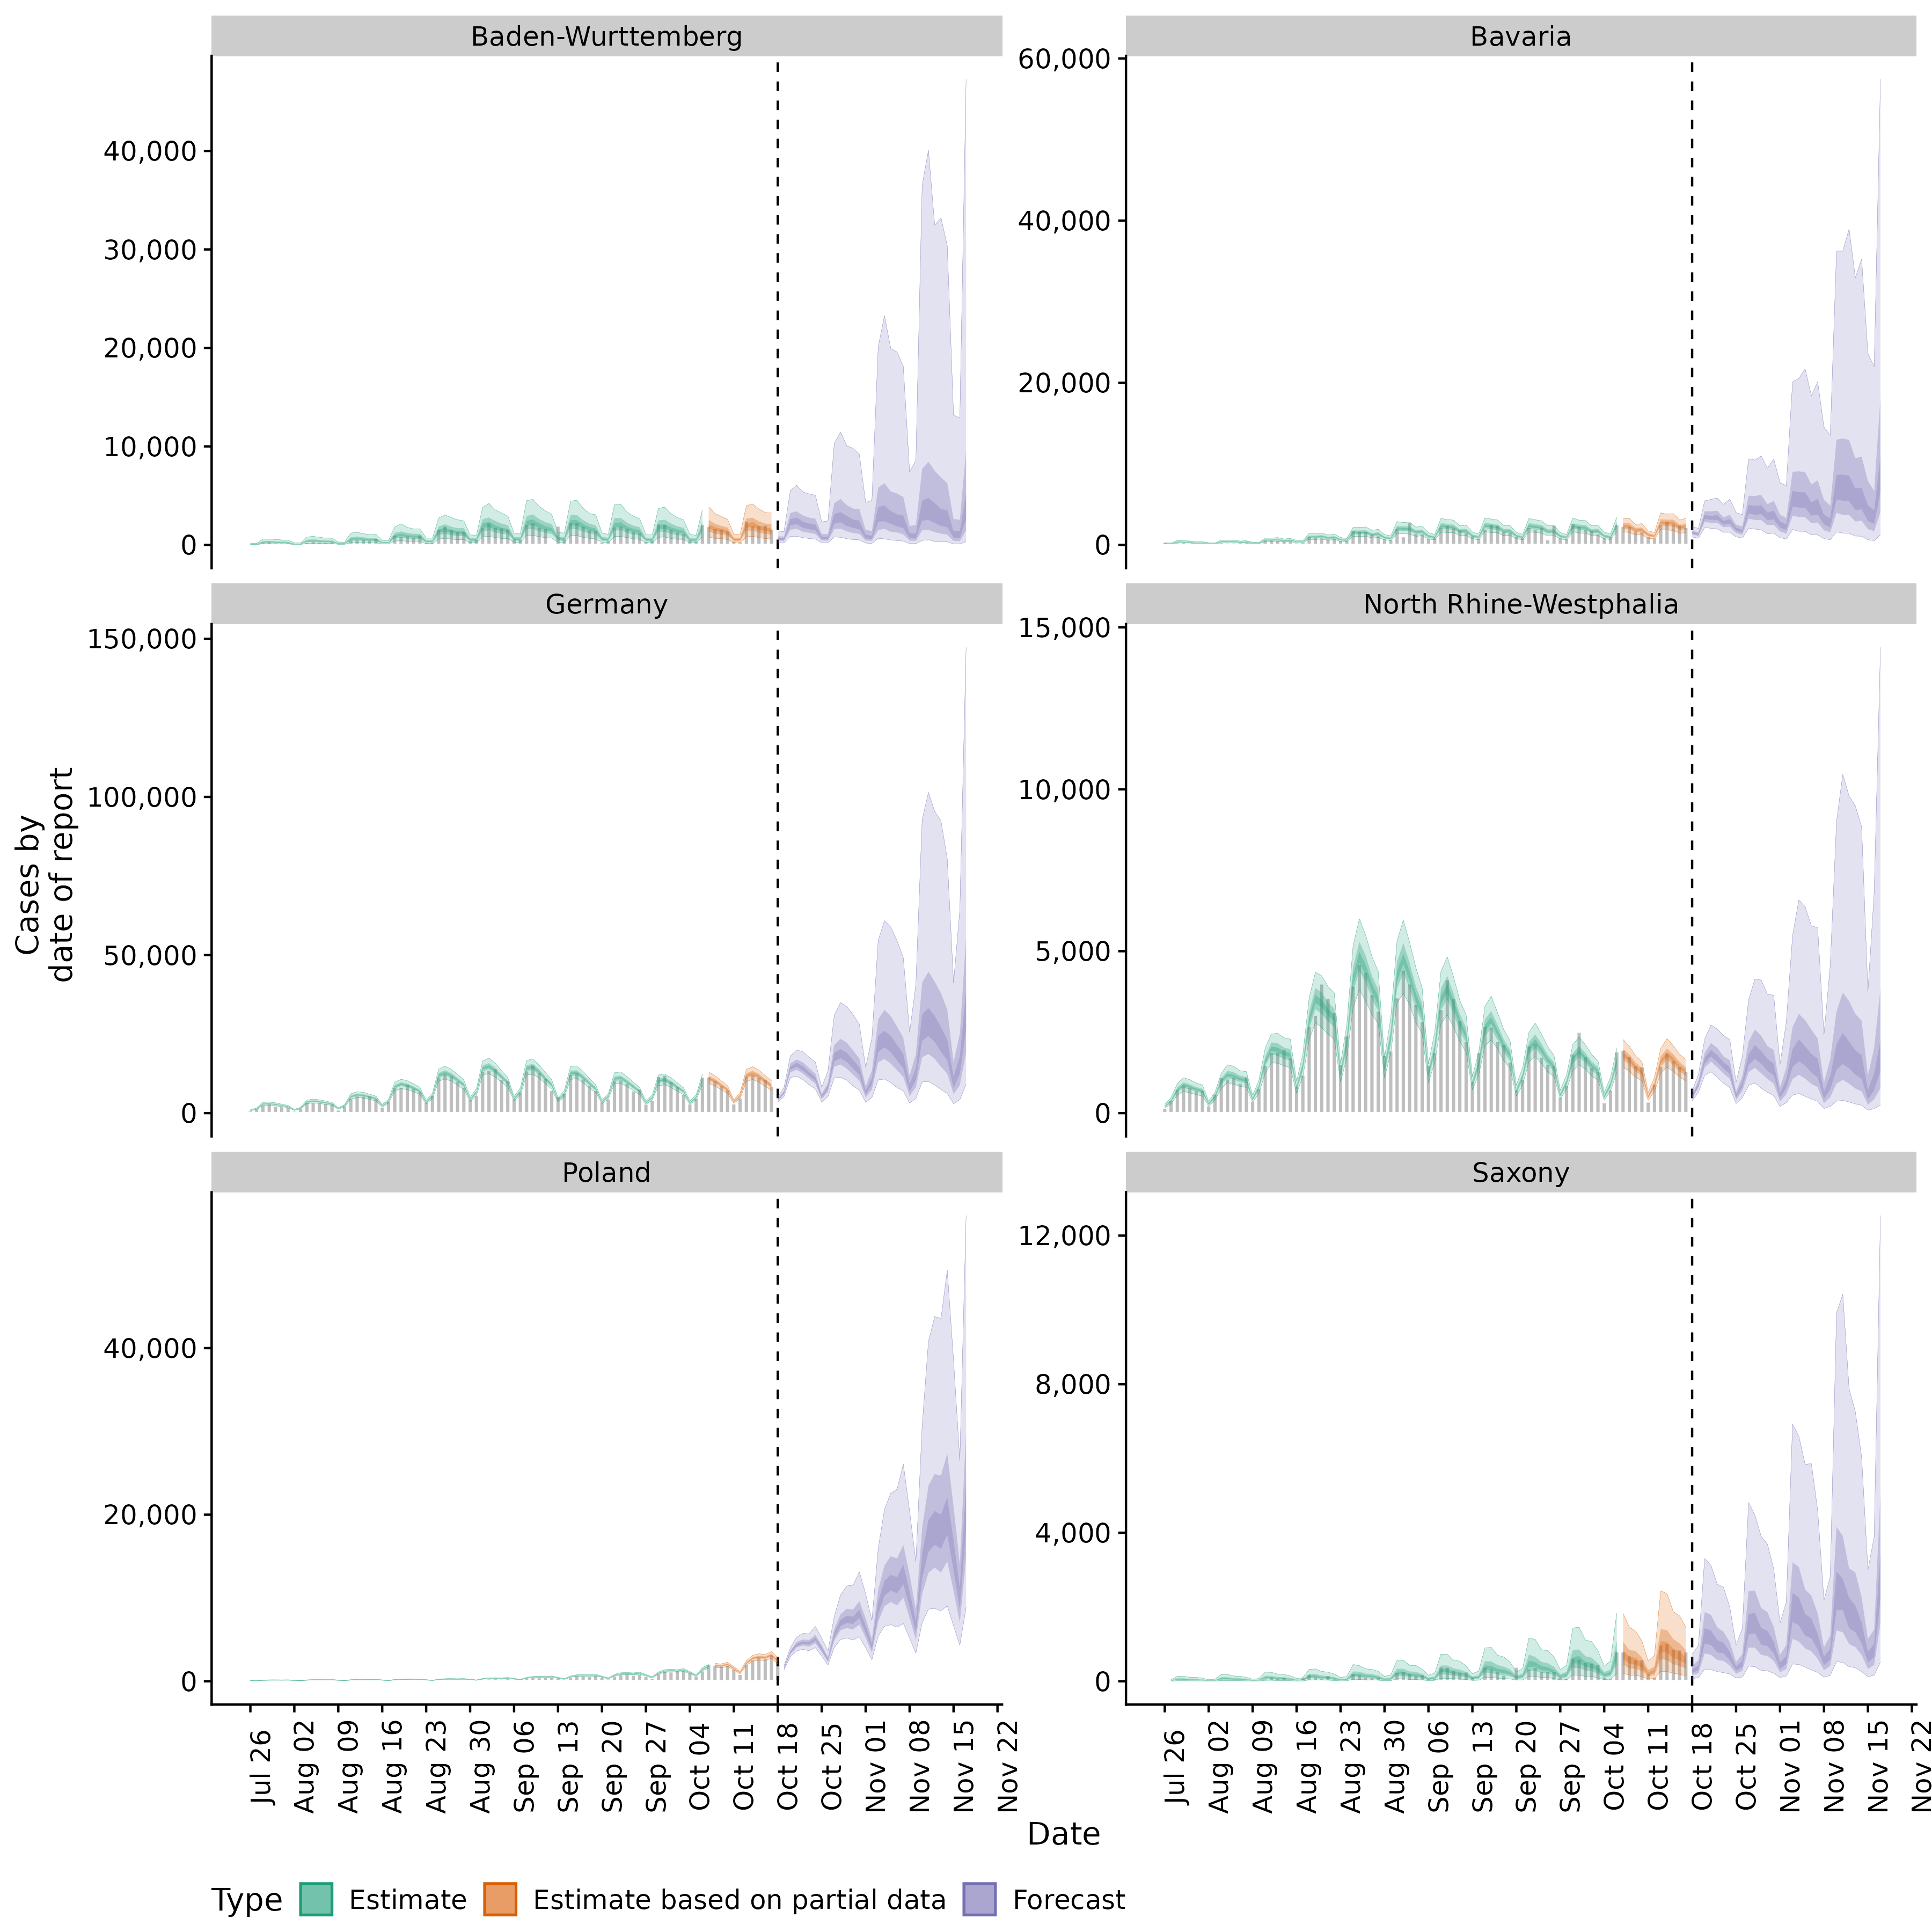 Baden-Wurttemberg
Bavaria
40,000
30,000
20,000
10,000
0
60,000
40,000
20,000
0
Germany
North Rhine-Westphalia
150,000
100,000
50,000
0
15,000
10,000
5,000
0
Cases by
date of report
Poland
Saxony
40,000
20,000
0
12,000
8,000
4,000
0
Jul 26
Aug 02
Aug 09
Aug 16
Aug 23
Aug 30
Sep 06
Sep 13
Sep 20
Sep 27
Oct 04
Oct 11
Oct 18
Oct 25
Nov 01
Nov 08
Nov 15
Nov 22
Jul 26
Aug 02
Aug 09
Aug 16
Aug 23
Aug 30
Sep 06
Sep 13
Sep 20
Sep 27
Oct 04
Oct 11
Oct 18
Oct 25
Nov 01
Nov 08
Nov 15
Nov 22
Date
Type Estimate Estimate based on partial data Forecast